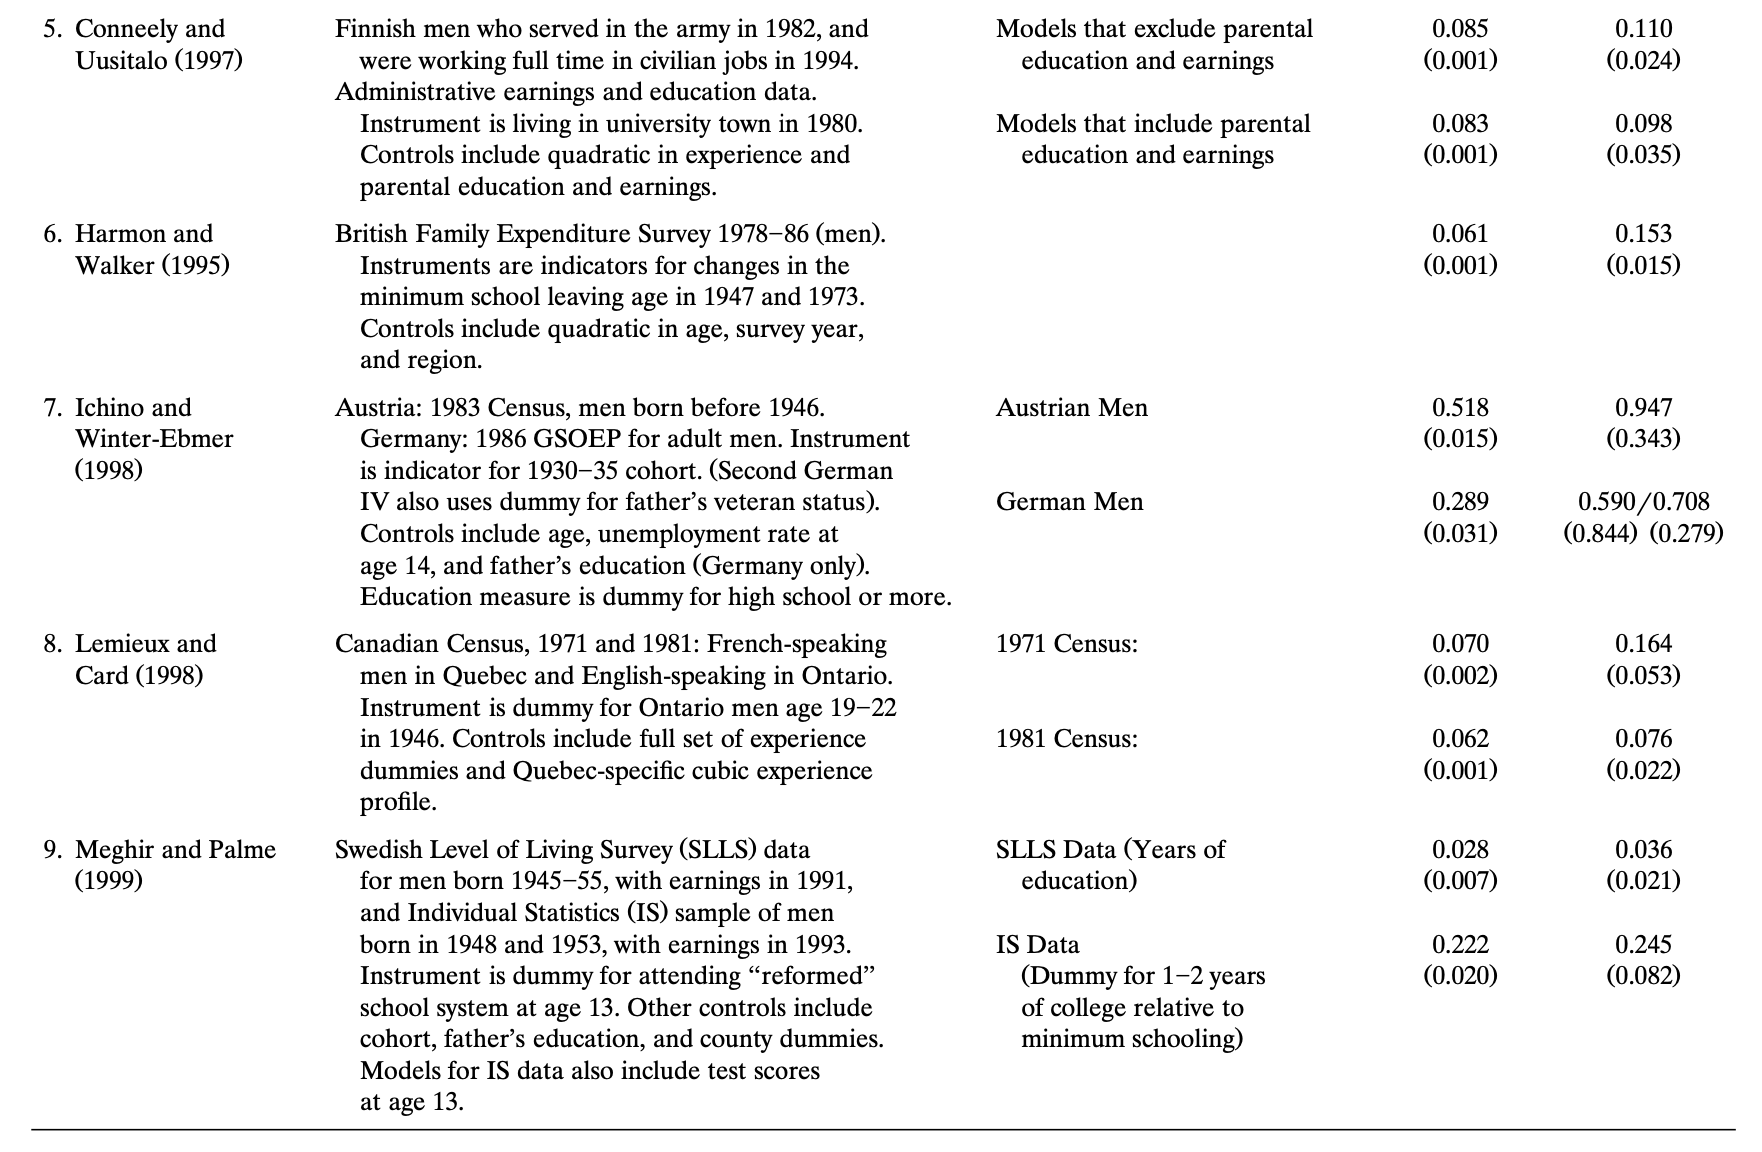 5. Conneely and Uusitalo (1997) Finnish men who served in the army in 1982, and Models that exclude parental 0.085 0.110
were working full time in civilian jobs in 1994. education and earnings (0.001) (0.024)
Administrative earnings and education data.
Instrument is living in university town in 1980. Models that include parental 0.083 0.098
Controls include quadratic in experience and education and earnings (0.001) (0.035)
parental education and earnings.
6. Harmon and British Family Expenditure Survey 1978–86 (men). 0.061 0.153
Walker (1995) Instruments are indicators for changes in the (0.001) (0.015)
minimum school leaving age in 1947 and 1973.
Controls include quadratic in age, survey year,
and region.
7. Ichino and Austria: 1983 Census, men born before 1946. Austrian Men 0.518 0.947
Winter-Ebmer Germany: 1986 GSOEP for adult men. Instrument (0.015) (0.343)
(1998) is indicator for 1930–35 cohort. (Second German
IV also uses dummy for father’s veteran status). German Men 0.289 0.590/0.708
Controls include age, unemployment rate at (0.031) (0.844) (0.279)
age 14, and father’s education (Germany only).
Education measure is dummy for high school or more.
8. Lemieux and Canadian Census, 1971 and 1981: French-speaking 1971 Census: 0.070 0.164
Card (1998) men in Quebec and English-speaking in Ontario. (0.002) (0.053)
Instrument is dummy for Ontario men age 19–22
in 1946. Controls include full set of experience 1981 Census: 0.062 0.076
dummies and Quebec-specific cubic experience (0.001) (0.022)
profile.
9. Meghir and Palme Swedish Level of Living Survey (SLLS) data SLLS Data (Years of 0.028 0.036
(1999) for men born 1945–55, with earnings in 1991, education) (0.007) (0.021)
and Individual Statistics (IS) sample of men
born in 1948 and 1953, with earnings in 1993. IS Data 0.222 0.245
Instrument is dummy for attending “reformed” (Dummy for 1–2 years (0.020) (0.082)
school system at age 13. Other controls include of college relative to
cohort, father’s education, and county dummies. minimum schooling)
Models for IS data also include test scores
at age 13.